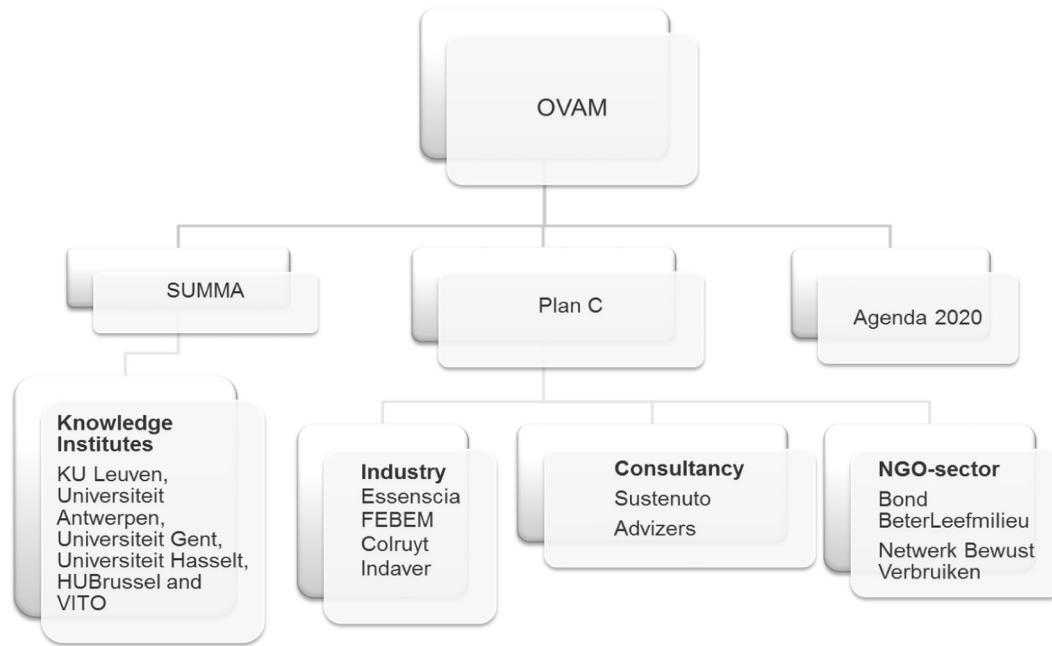 OVAM
SUMMA
Plan C
Agenda 2020
Knowledge
Institutes
KU Leuven,
Universiteit
Antwerpen,
Universiteit Gent,
Universiteit Hasselt,
HUBrussel and
VITO
Industry
Essenscia
FEBEM
Colruyt
Indaver
Consultancy
Sustenuto
Advizers
NGO-sector
Bond
BeterLeefmilieu
Netwerk Bewust
Verbruiken